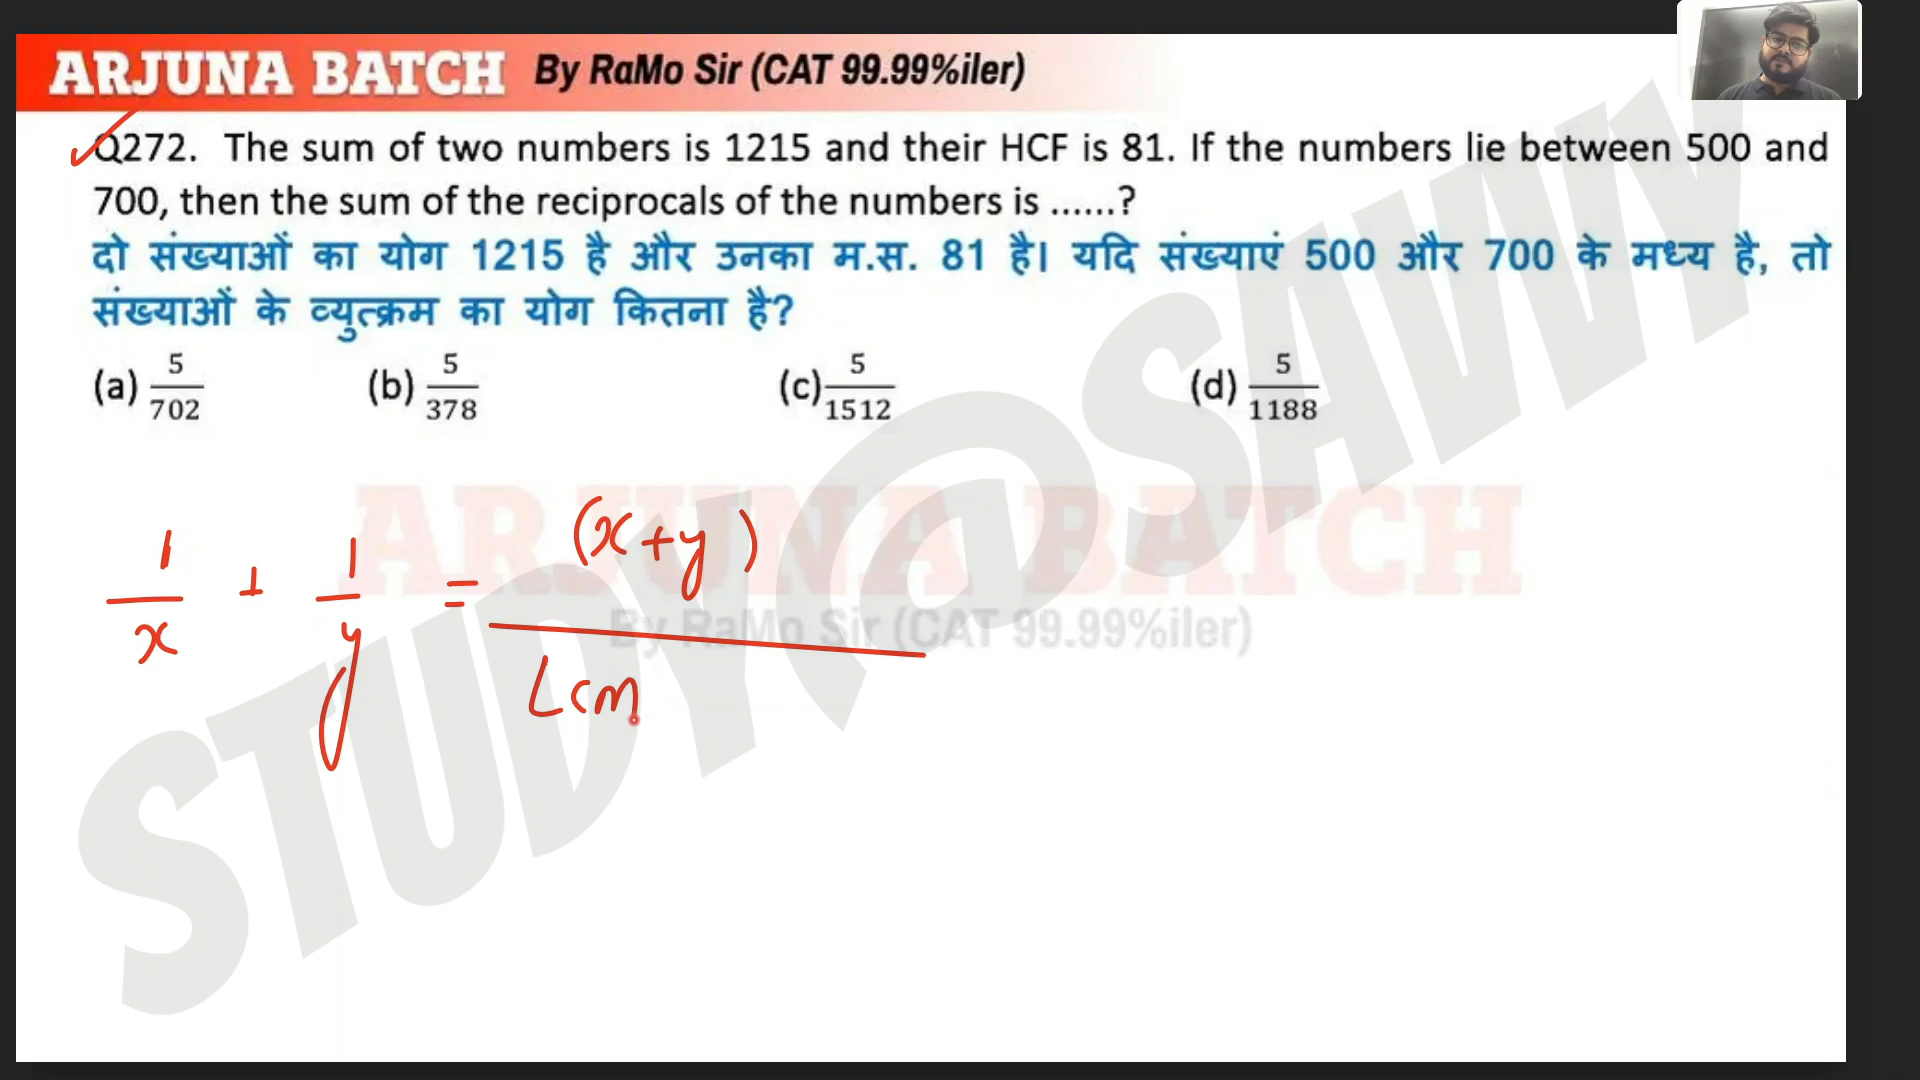 ARJUNA BATCH By RaMo Sir (CAT 99.99%iler)
Q272. The sum of two numbers is 1215 and their HCF is 81. If the numbers lie between 500 and
700, then the sum of the reciprocals of the numbers is ......?
दो संख्याओं का योग 1215 है और उनका म.स. 81 है। यदि संख्याएं 500 और 700 के मध्य है, तो
संख्याओं के व्युत्क्रम का योग कितना है?
(a) 5/702 (b) 5/378 (c) 5/1512 (d) 5/1188
ARJUNA BATCH
By RaMo Sir (CAT 99.99%iler)
STUDY@SAVVY
1/x + 1/y = (x+y)/Lcm